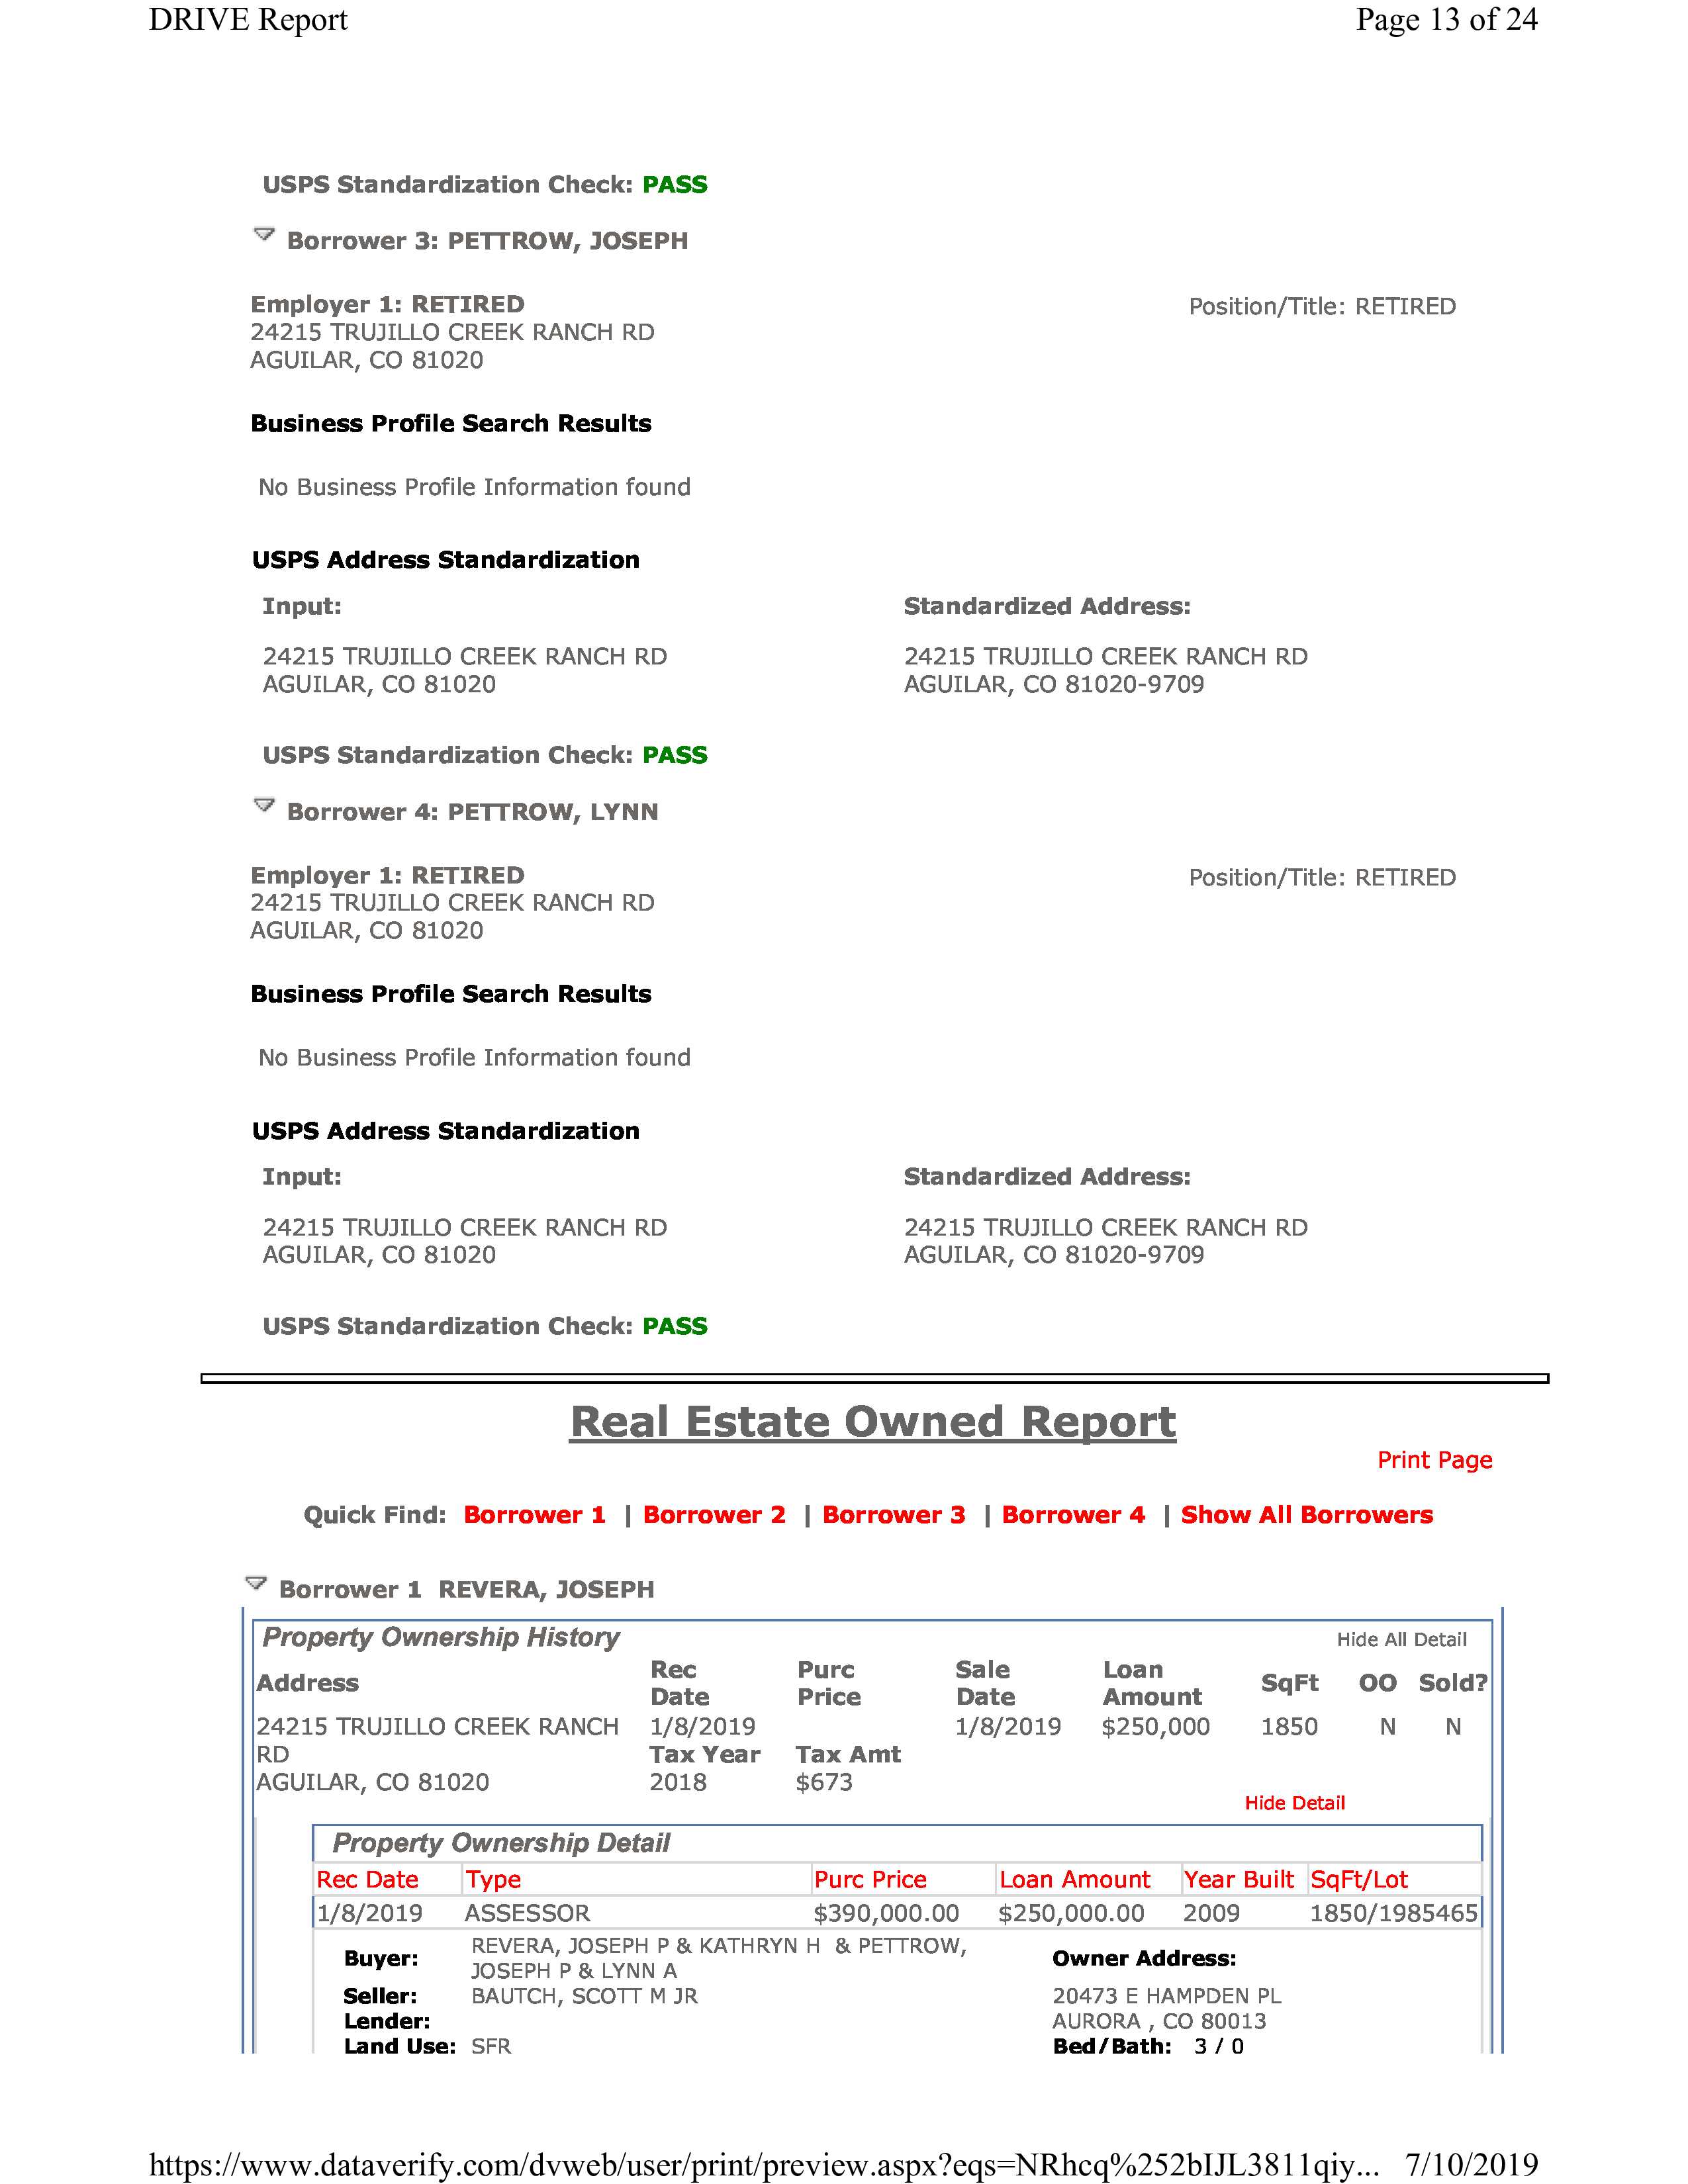 DRIVE Report Page 13 of 24
USPS Standardization Check: PASS
Borrower 3: PETTROW, JOSEPH
Employer 1: RETIRED Position/Title: RETIRED
24215 TRUJILLO CREEK RANCH RD
AGUILAR, CO 81020
Business Profile Search Results
No Business Profile Information found
USPS Address Standardization
Input: Standardized Address:
24215 TRUJILLO CREEK RANCH RD 24215 TRUJILLO CREEK RANCH RD
AGUILAR, CO 81020 AGUILAR, CO 81020-9709
USPS Standardization Check: PASS
Borrower 4: PETTROW, LYNN
Employer 1: RETIRED Position/Title: RETIRED
24215 TRUJILLO CREEK RANCH RD
AGUILAR, CO 81020
Business Profile Search Results
No Business Profile Information found
USPS Address Standardization
Input: Standardized Address:
24215 TRUJILLO CREEK RANCH RD 24215 TRUJILLO CREEK RANCH RD
AGUILAR, CO 81020 AGUILAR, CO 81020-9709
USPS Standardization Check: PASS
Real Estate Owned Report
Print Page
Quick Find: Borrower 1 | Borrower 2 | Borrower 3 | Borrower 4 | Show All Borrowers
Borrower 1 REVERA, JOSEPH
Property Ownership History Hide All Detail
Address Rec Date Purc Price Sale Date Loan Amount SqFt OO Sold?
24215 TRUJILLO CREEK RANCH 1/8/2019 1/8/2019 $250,000 1850 N N
RD Tax Year Tax Amt
AGUILAR, CO 81020 2018 $673
Hide Detail
Property Ownership Detail
Rec Date Type Purc Price Loan Amount Year Built SqFt/Lot
1/8/2019 ASSESSOR $390,000.00 $250,000.00 2009 1850/1985465
Buyer: REVERA, JOSEPH P & KATHRYN H & PETTROW, Owner Address:
JOSEPH P & LYNN A
Seller: BAUTCH, SCOTT M JR 20473 E HAMPDEN PL
Lender: AURORA , CO 80013
Land Use: SFR Bed/Bath: 3 / 0
https://www.dataverify.com/dvweb/user/print/preview.aspx?eqs=NRhcq%252bIJL3811qiy... 7/10/2019